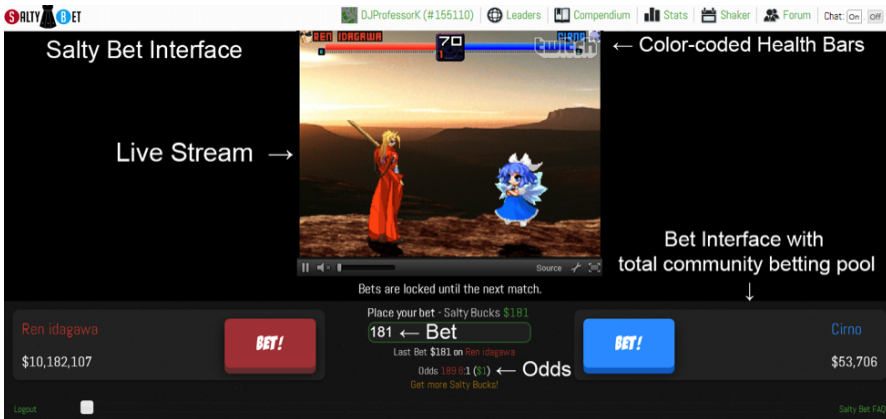 SALTY BET
DJProfessorK (#155110)
Leaders
Compendium
Stats
Shaker
Forum
Chat: On Off
Salty Bet Interface
REN IDAGAWA
70
CIRNO
twitch
← Color-coded Health Bars
Live Stream →
Source
Bet Interface with
total community betting pool
↓
Bets are locked until the next match.
Place your bet - Salty Bucks $181
Ren idagawa
$10,182,107
BET!
181 ← Bet
Last Bet $181 on Ren idagawa
Odds 189.6:1 ($1) ← Odds
Get more Salty Bucks!
BET!
Cirno
$53,706
Logout
Salty Bet FAQ